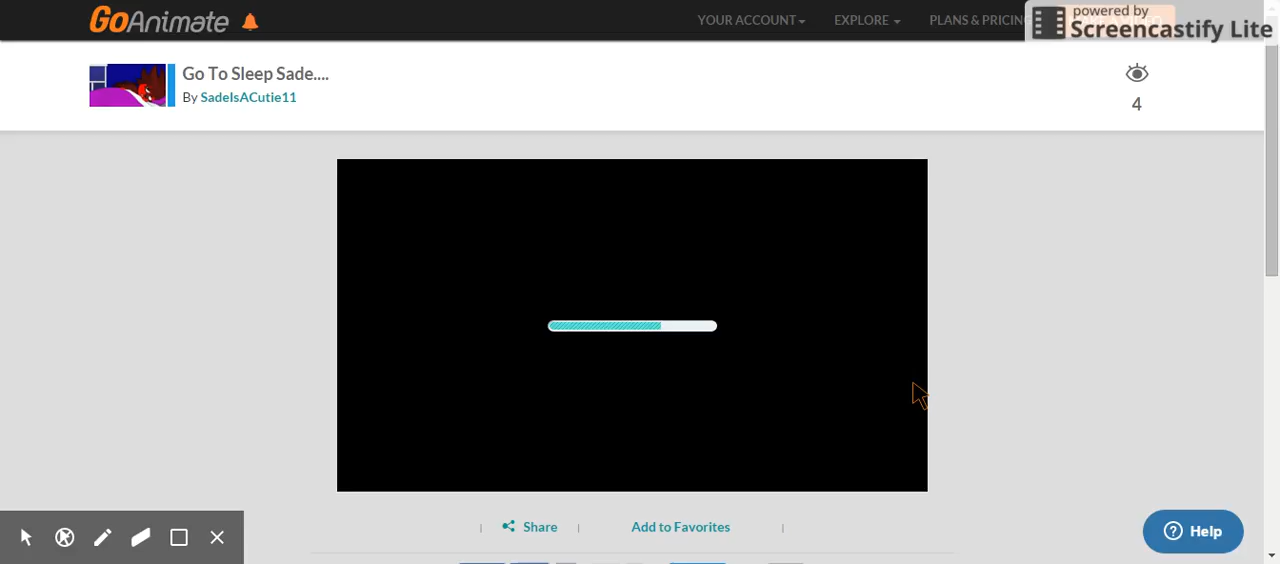 GoAnimate
YOUR ACCOUNT
EXPLORE
PLANS & PRICING
powered by
Screencastify Lite
Go To Sleep Sade....
By SadeIsACutie11
4
Share
Add to Favorites
? Help